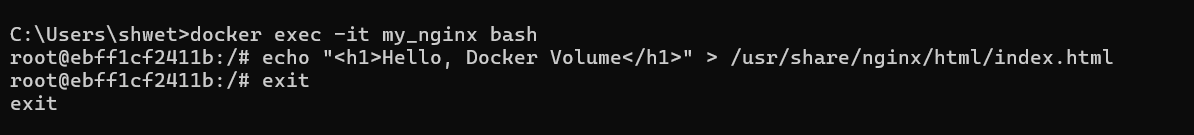 C:\Users\shwet>docker exec -it my_nginx bash
root@ebff1cf2411b:/# echo "<h1>Hello, Docker Volume</h1>" > /usr/share/nginx/html/index.html
root@ebff1cf2411b:/# exit
exit